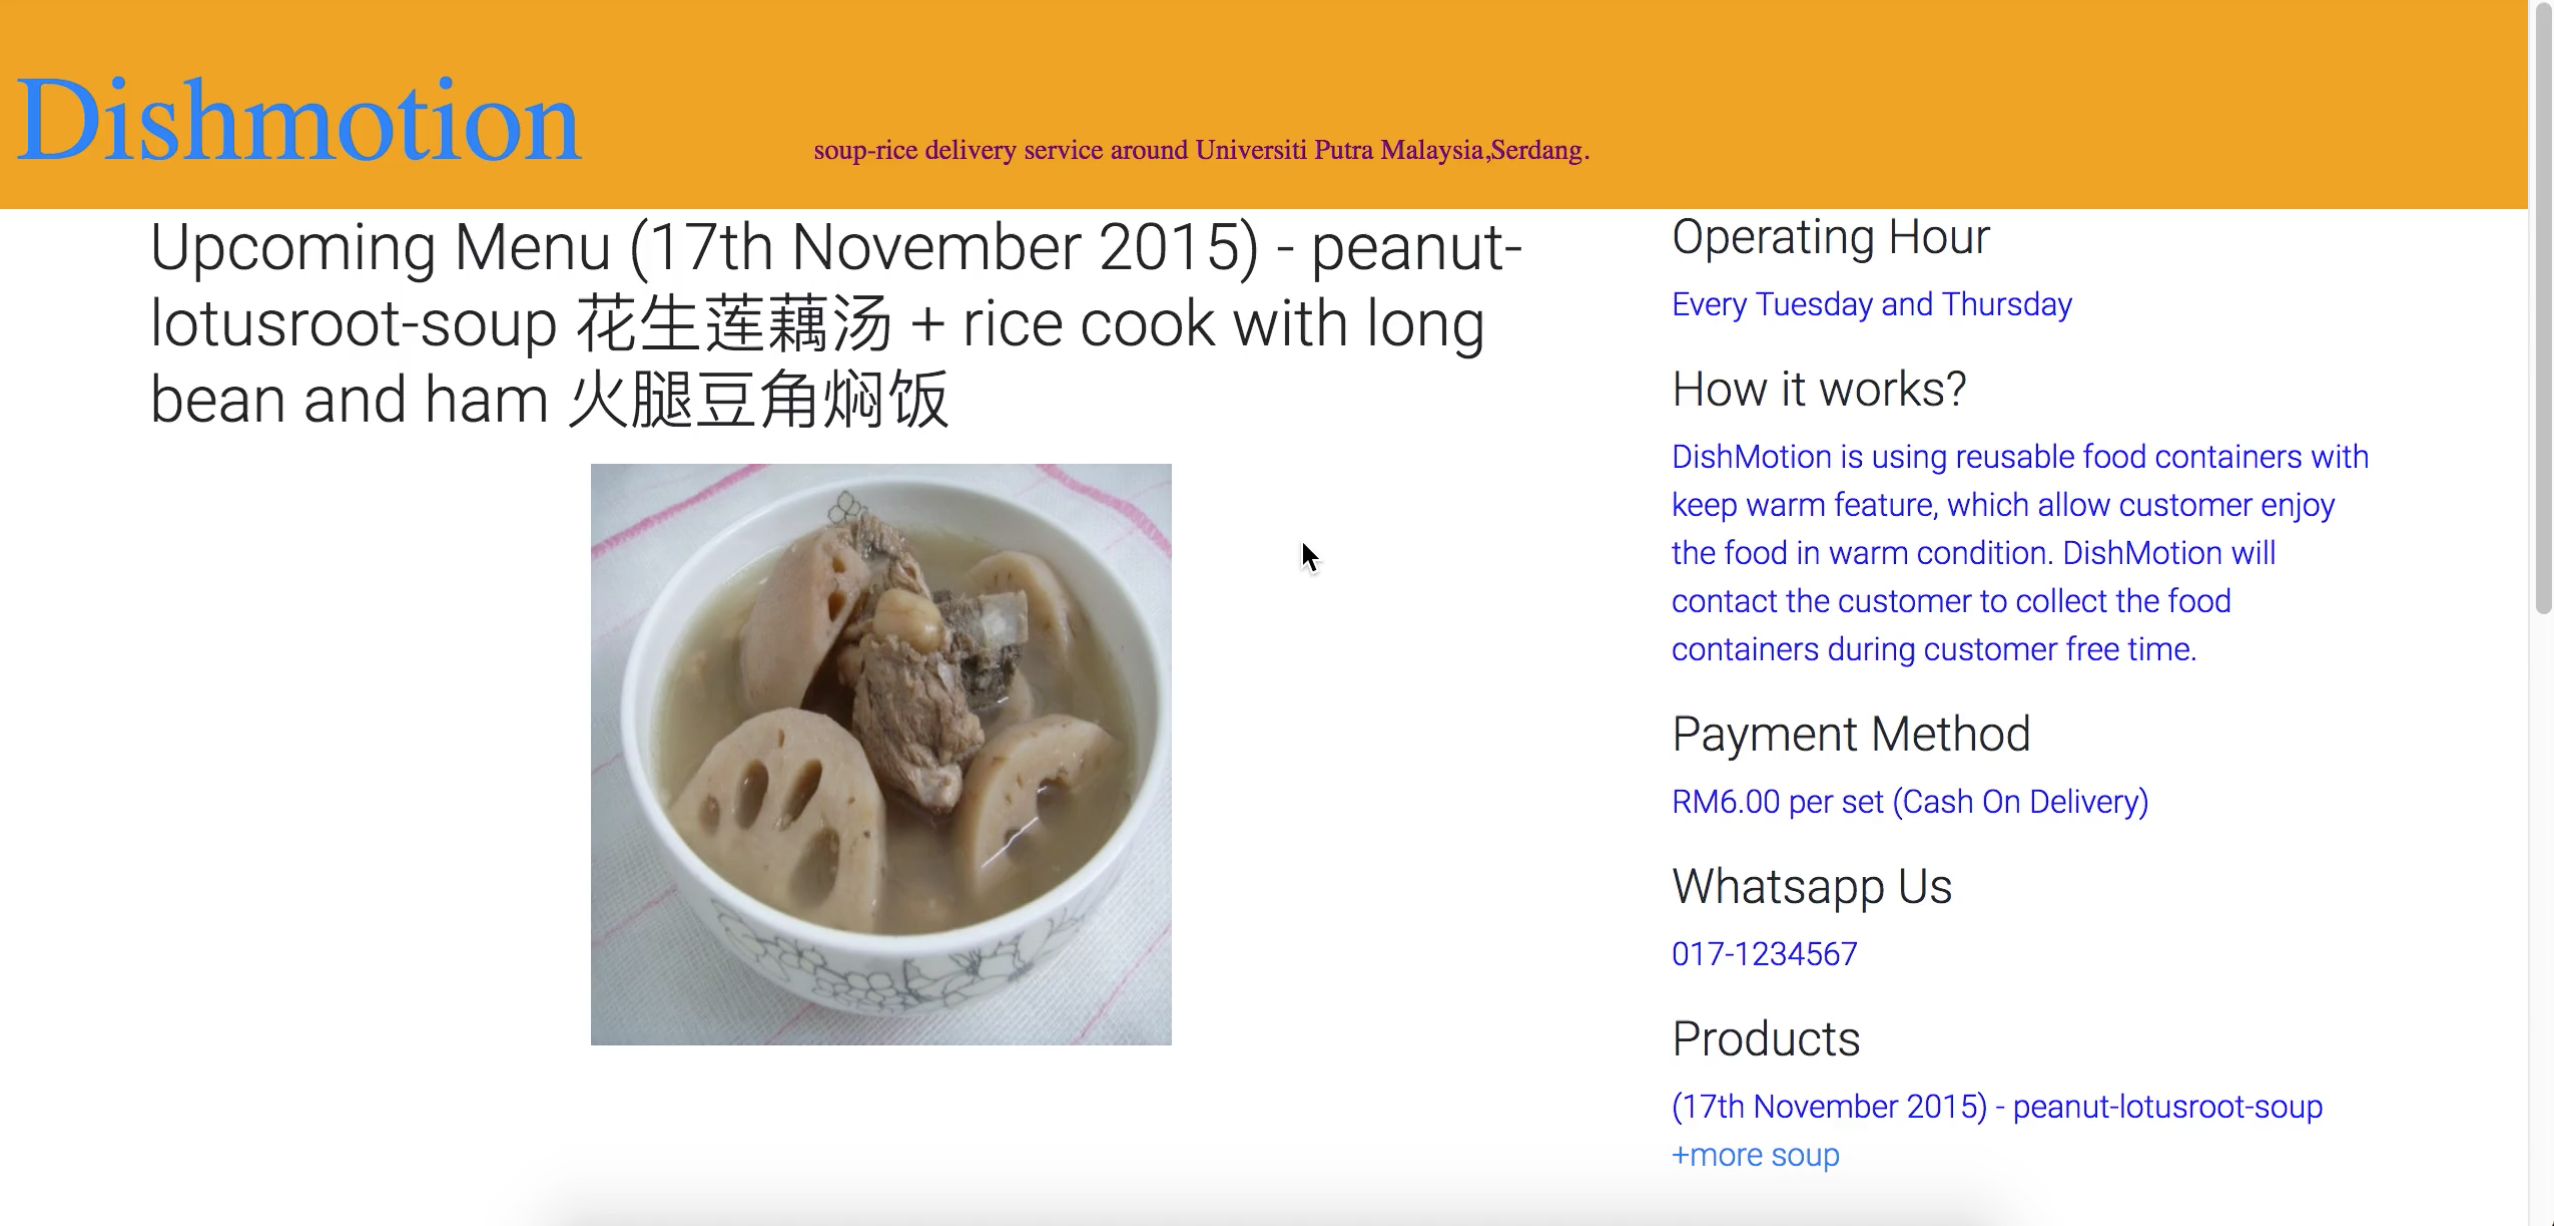 Dishmotion
soup-rice delivery service around Universiti Putra Malaysia,Serdang.
Upcoming Menu (17th November 2015) - peanut-
lotusroot-soup 花生莲藕汤 + rice cook with long
bean and ham 火腿豆角焖饭
Operating Hour
Every Tuesday and Thursday
How it works?
DishMotion is using reusable food containers with
keep warm feature, which allow customer enjoy
the food in warm condition. DishMotion will
contact the customer to collect the food
containers during customer free time.
Payment Method
RM6.00 per set (Cash On Delivery)
Whatsapp Us
017-1234567
Products
(17th November 2015) - peanut-lotusroot-soup
+more soup